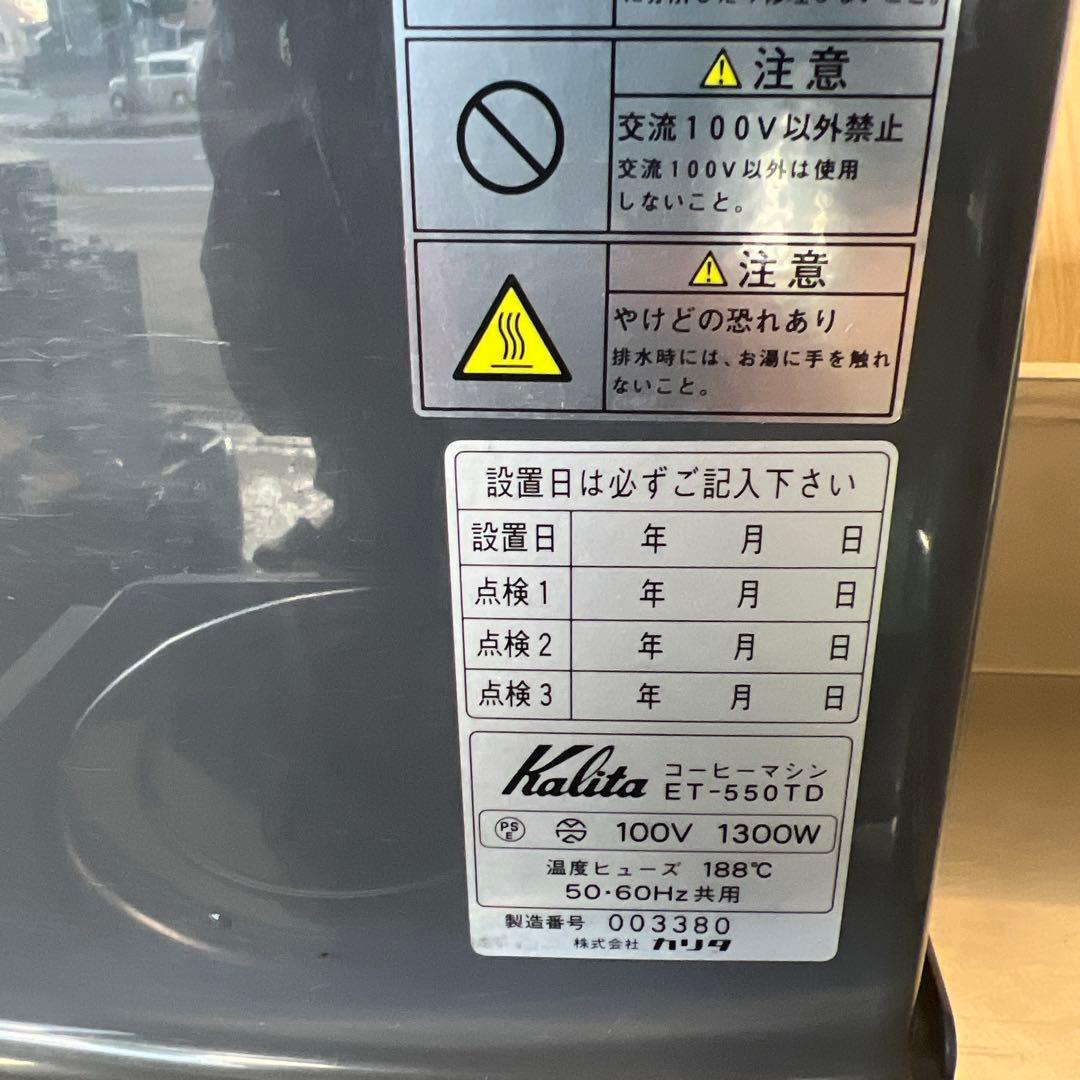 注意
交流100V以外禁止
交流100V以外は使用
しないこと。
注意
やけどの恐れあり
排水時には、お湯に手を触れ
ないこと。
設置日は必ずご記入下さい
設置日 年 月 日
点検1 年 月 日
点検2 年 月 日
点検3 年 月 日
Kalita コーヒーマシン
ET-550TD
PSE 100V 1300W
温度ヒューズ 188℃
50・60Hz共用
製造番号 003380
株式会社 カリタ